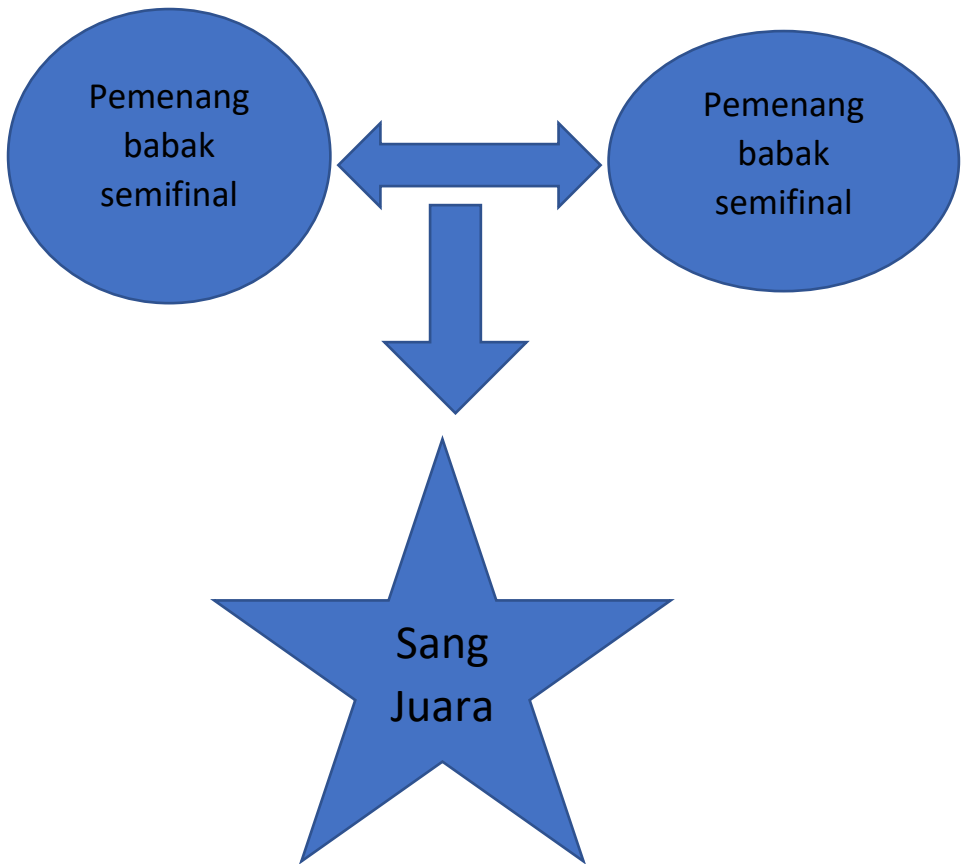 Pemenang
babak
semifinal
Pemenang
babak
semifinal
Sang
Juara